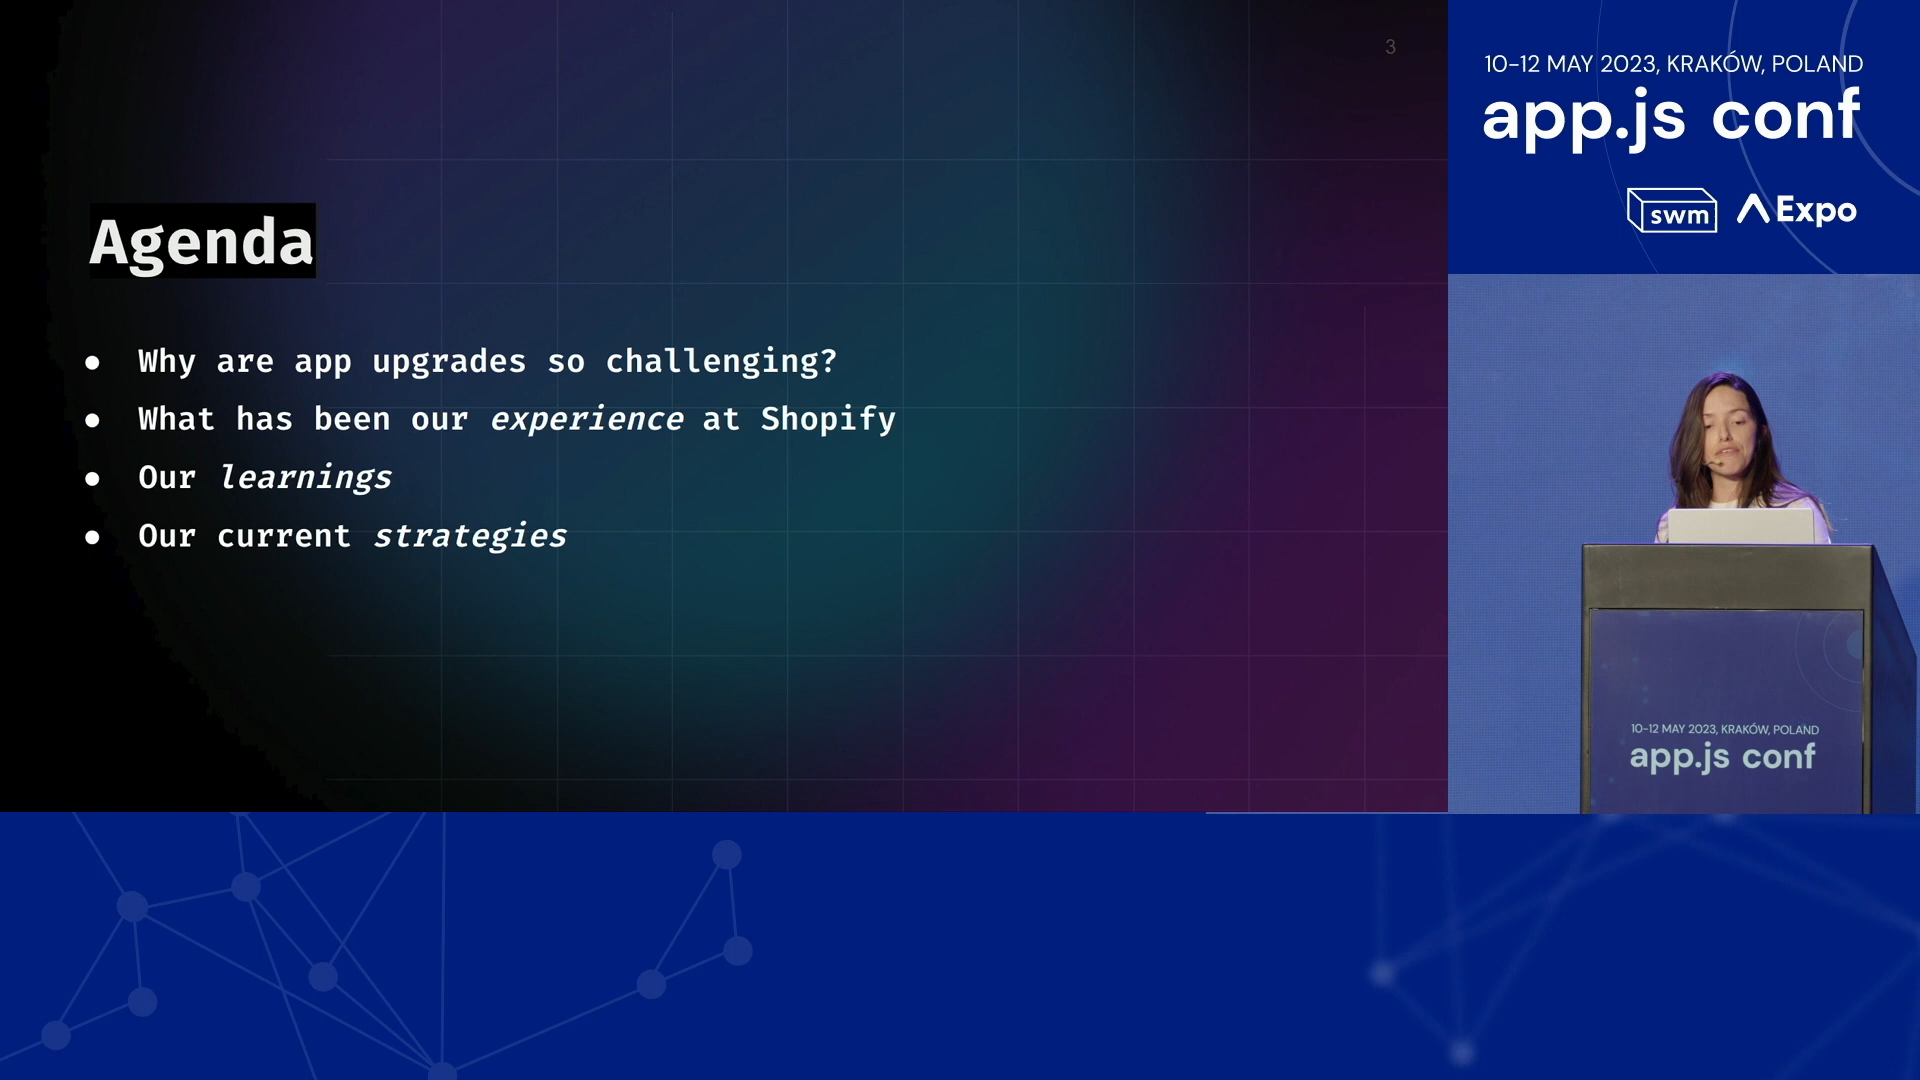 3
Agenda
● Why are app upgrades so challenging?
● What has been our experience at Shopify
● Our learnings
● Our current strategies
10–12 MAY 2023, KRAKÓW, POLAND
app.js conf
swm Expo
10–12 MAY 2023, KRAKÓW, POLAND
app.js conf